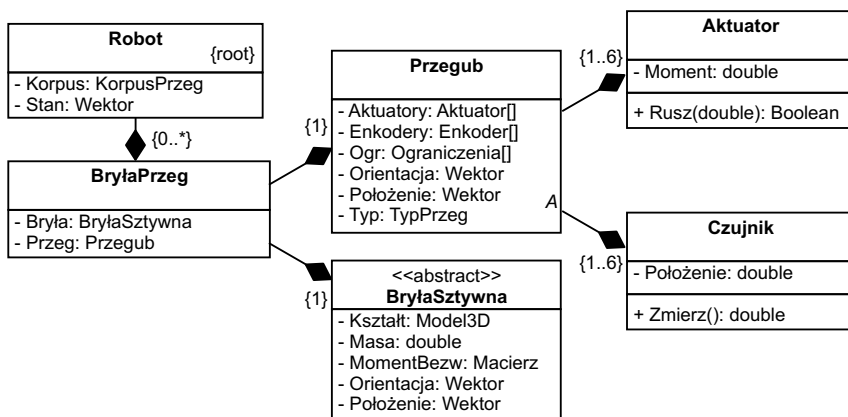 Robot
{root}
- Korpus: KorpusPrzeg
- Stan: Wektor
{0..*}
BryłaPrzeg
- Bryła: BryłaSztywna
- Przeg: Przegub
{1}
Przegub
- Aktuatory: Aktuator[]
- Enkodery: Enkoder[]
- Ogr: Ograniczenia[]
- Orientacja: Wektor
- Położenie: Wektor
- Typ: TypPrzeg
A
{1}
<<abstract>>
BryłaSztywna
- Kształt: Model3D
- Masa: double
- MomentBezw: Macierz
- Orientacja: Wektor
- Położenie: Wektor
{1..6}
Aktuator
- Moment: double
+ Rusz(double): Boolean
{1..6}
Czujnik
- Położenie: double
+ Zmierz(): double